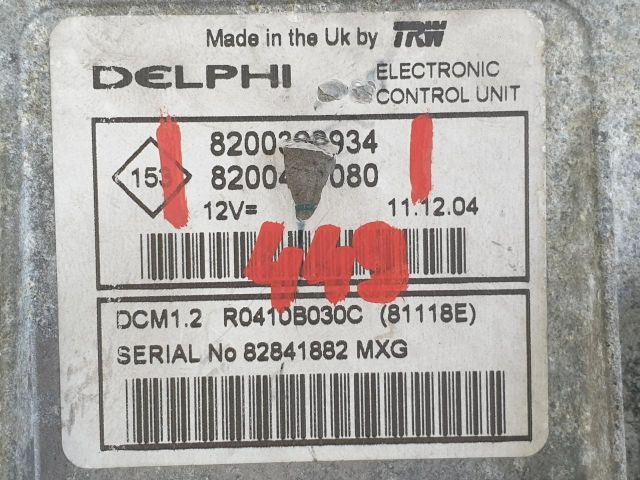 Made in the Uk by TRW
DELPHI
ELECTRONIC
CONTROL UNIT
12V=
11.12.04
449
DCM1.2 R0410B030C (81118E)
SERIAL No 82841882 MXG